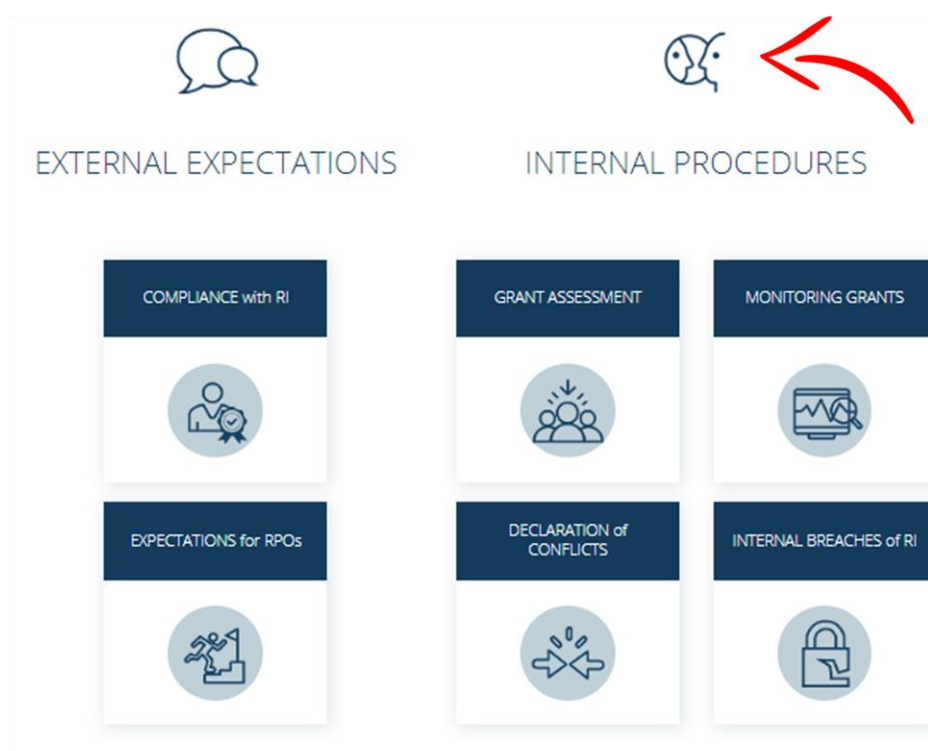 EXTERNAL EXPECTATIONS
INTERNAL PROCEDURES
COMPLIANCE with RI
GRANT ASSESSMENT
MONITORING GRANTS
EXPECTATIONS for RPOs
DECLARATION of
CONFLICTS
INTERNAL BREACHES of RI